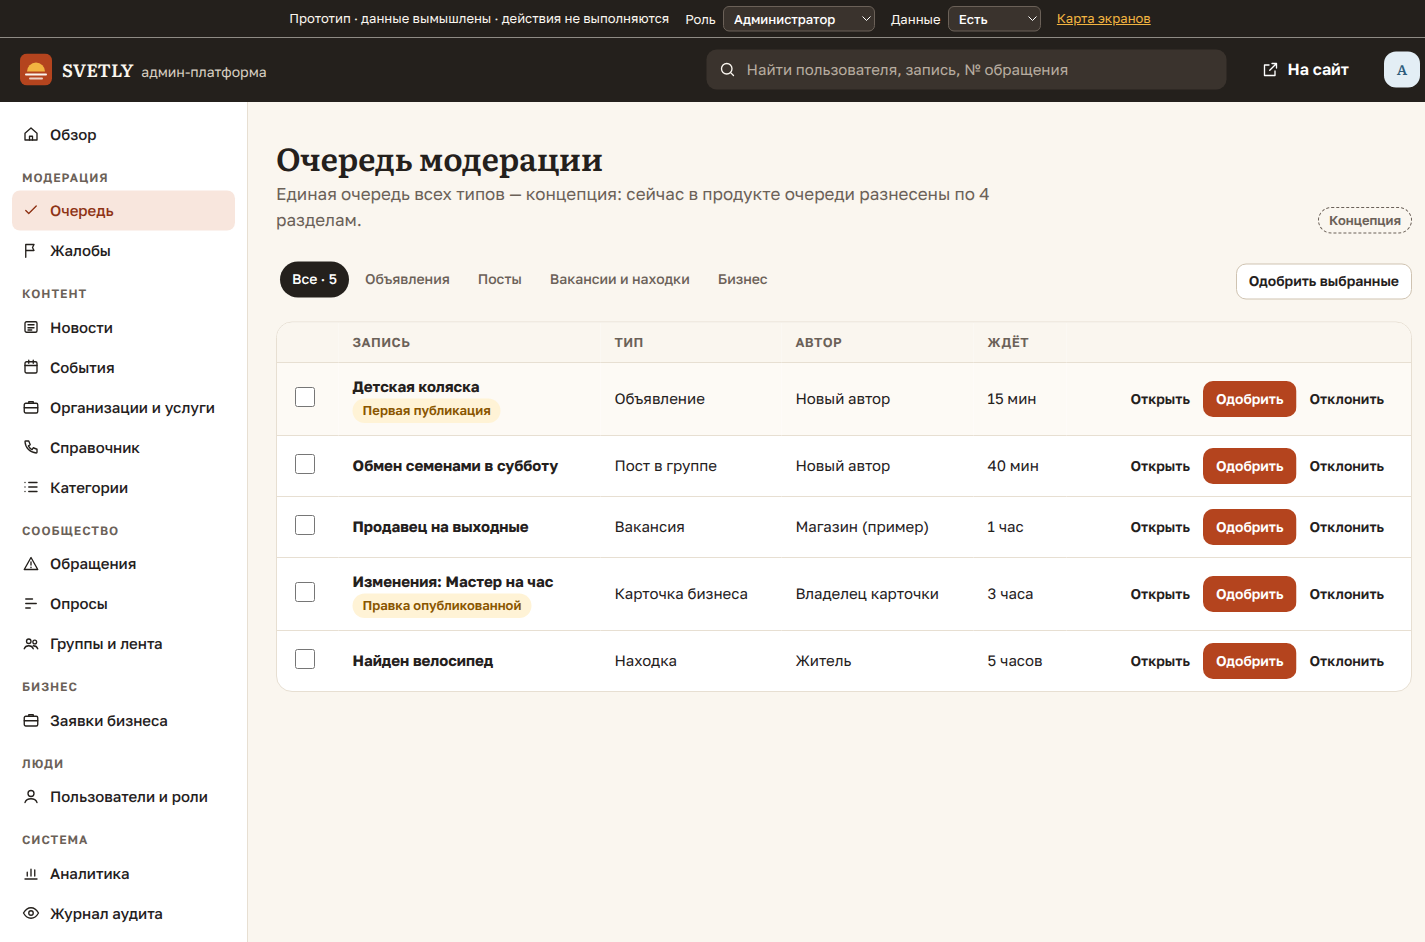 Прототип · данные вымышлены · действия не выполняются Роль Администратор Данные Есть Карта экранов
SVETLY админ-платформа Найти пользователя, запись, № обращения На сайт A
Обзор
МОДЕРАЦИЯ
Очередь
Жалобы
КОНТЕНТ
Новости
События
Организации и услуги
Справочник
Категории
СООБЩЕСТВО
Обращения
Опросы
Группы и лента
БИЗНЕС
Заявки бизнеса
ЛЮДИ
Пользователи и роли
СИСТЕМА
Аналитика
Журнал аудита
Очередь модерации
Единая очередь всех типов — концепция: сейчас в продукте очереди разнесены по 4
разделам.
Концепция
Все · 5 Объявления Посты Вакансии и находки Бизнес Одобрить выбранные
ЗАПИСЬ ТИП АВТОР ЖДЁТ
Детская коляска
Первая публикация
Объявление Новый автор 15 мин Открыть Одобрить Отклонить
Обмен семенами в субботу Пост в группе Новый автор 40 мин Открыть Одобрить Отклонить
Продавец на выходные Вакансия Магазин (пример) 1 час Открыть Одобрить Отклонить
Изменения: Мастер на час
Правка опубликованной
Карточка бизнеса Владелец карточки 3 часа Открыть Одобрить Отклонить
Найден велосипед Находка Житель 5 часов Открыть Одобрить Отклонить